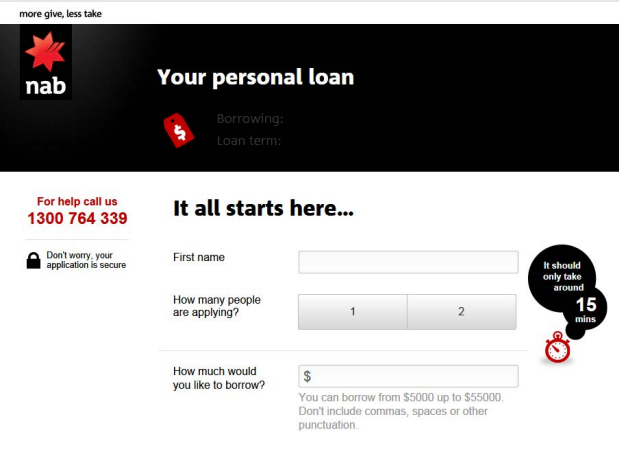 more give, less take
nab
Your personal loan
Borrowing:
Loan term:
For help call us
1300 764 339
Don't worry, your
application is secure
It all starts here...
First name
How many people
are applying?
1
2
It should
only take
around
15
mins
How much would
you like to borrow?
$
You can borrow from $5000 up to $55000.
Don't include commas, spaces or other
punctuation.